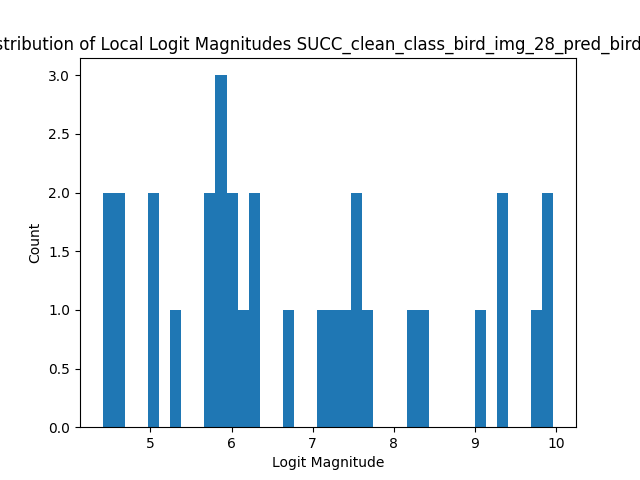 stribution of Local Logit Magnitudes SUCC_clean_class_bird_img_28_pred_bird
3.0
2.5
2.0
1.5
1.0
0.5
0.0
Count
5 6 7 8 9 10
Logit Magnitude